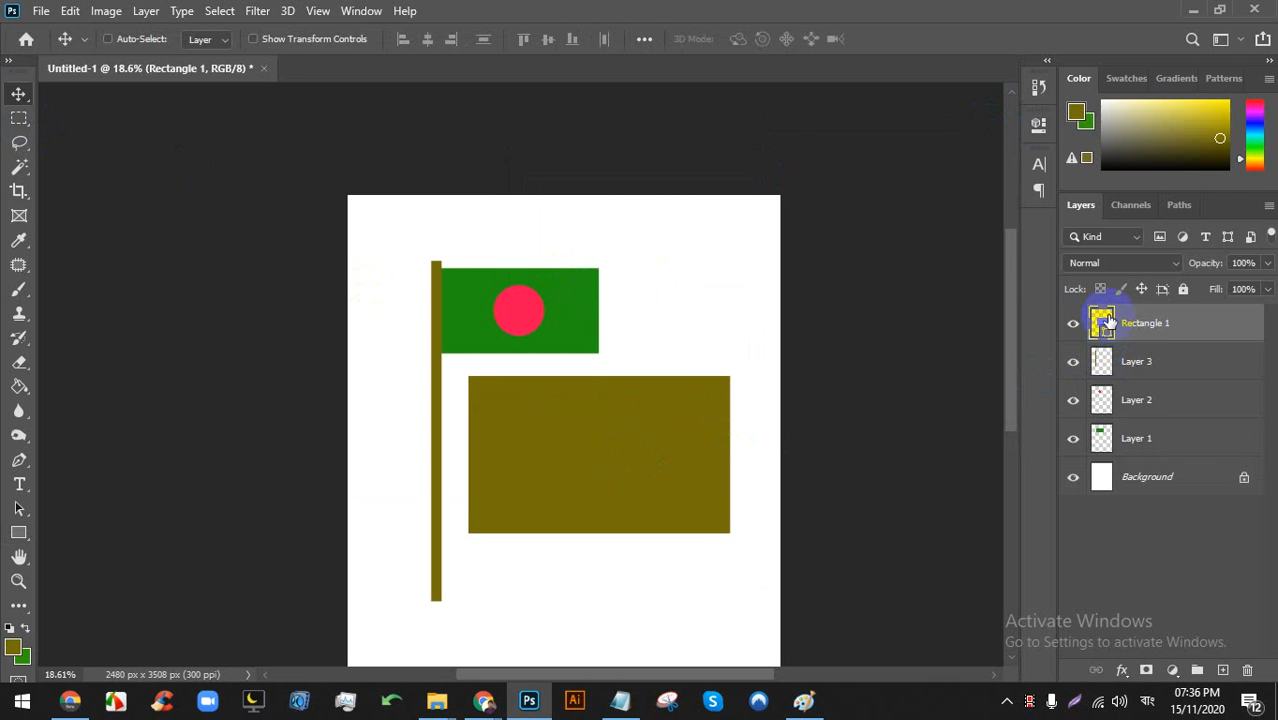 Ps File Edit Image Layer Type Select Filter 3D View Window Help
Auto-Select: Layer Show Transform Controls 3D Mode:
Untitled-1 @ 18.6% (Rectangle 1, RGB/8) * ×
Color Swatches Gradients Patterns
Layers Channels Paths
Kind
Normal Opacity: 100%
Lock: Fill: 100%
Rectangle 1
Layer 3
Layer 2
Layer 1
Background
Activate Windows
Go to Settings to activate Windows.
18.61% 2480 px x 3508 px (300 ppi)
Ps Ai বাং 07:36 PM
15/11/2020